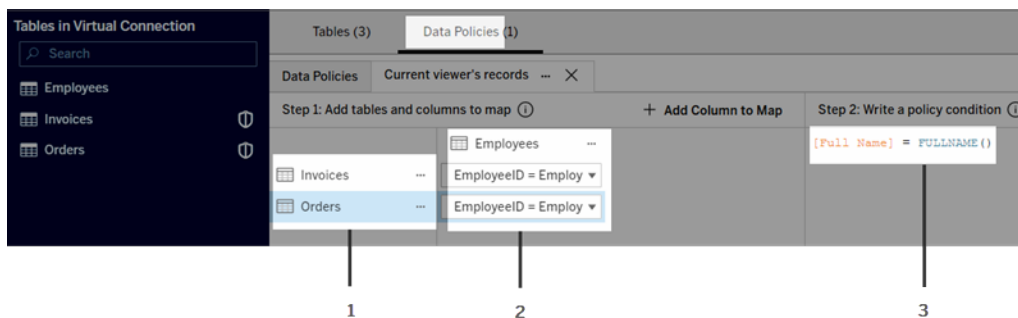 Tables in Virtual Connection
Search
Employees
Invoices
Orders
Tables (3)
Data Policies (1)
Data Policies
Current viewer's records
Step 1: Add tables and columns to map
+ Add Column to Map
Step 2: Write a policy condition
Employees
Invoices
EmployeeID = Employ
Orders
EmployeeID = Employ
[Full Name] = FULLNAME()
1
2
3